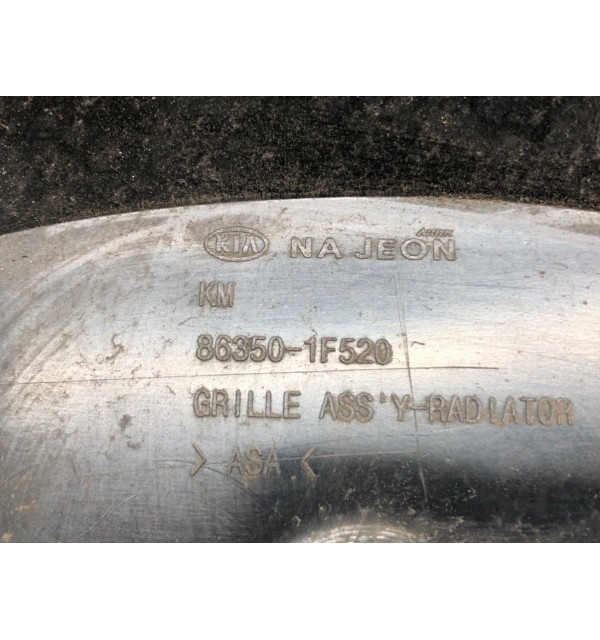 KIA NA JEON
KM
86350-1F520
GRILLE ASS'Y-RADIATOR
> ASA <